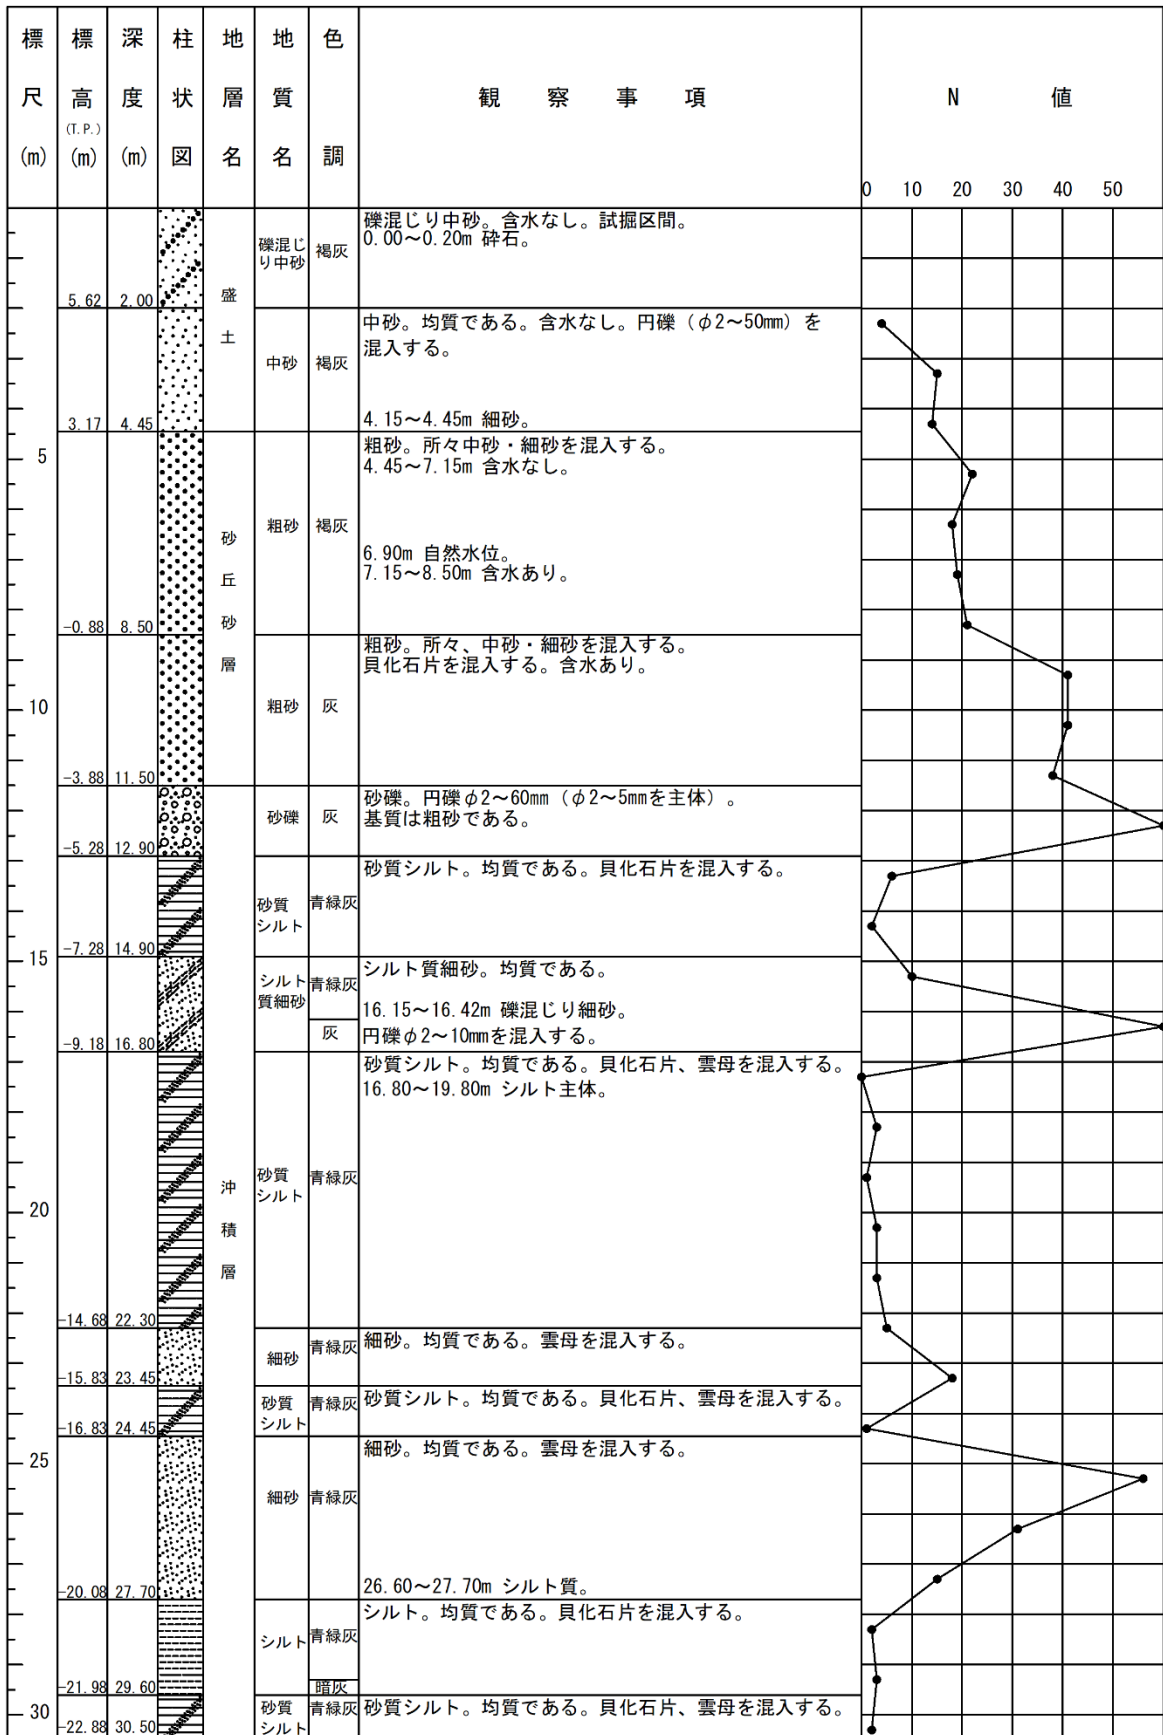 標尺(m)
標高(T.P.)(m)
深度(m)
柱状図
地層名
地質名
色調
観察事項
N値
0 10 20 30 40 50
5.62 2.00
礫混じ
り中砂
褐灰
礫混じり中砂。含水なし。試掘区間。
0.00～0.20m 砕石。
盛土
3.17 4.45
中砂
褐灰
中砂。均質である。含水なし。円礫（φ2～50mm）を
混入する。
4.15～4.45m 細砂。
5
-0.88 8.50
砂丘砂層
粗砂
褐灰
粗砂。所々中砂・細砂を混入する。
4.45～7.15m 含水なし。
6.90m 自然水位。
7.15～8.50m 含水あり。
10
-3.88 11.50
粗砂
灰
粗砂。所々、中砂・細砂を混入する。
貝化石片を混入する。含水あり。
-5.28 12.90
砂礫
灰
砂礫。円礫φ2～60mm（φ2～5mmを主体）。
基質は粗砂である。
-7.28 14.90
砂質
シルト
青緑灰
砂質シルト。均質である。貝化石片を混入する。
15
-9.18 16.80
シルト
質細砂
青緑灰
灰
シルト質細砂。均質である。
16.15～16.42m 礫混じり細砂。
円礫φ2～10mmを混入する。
20
-14.68 22.30
沖積層
砂質
シルト
青緑灰
砂質シルト。均質である。貝化石片、雲母を混入する。
16.80～19.80m シルト主体。
-15.83 23.45
細砂
青緑灰
細砂。均質である。雲母を混入する。
-16.83 24.45
砂質
シルト
青緑灰
砂質シルト。均質である。貝化石片、雲母を混入する。
25
-20.08 27.70
細砂
青緑灰
細砂。均質である。雲母を混入する。
26.60～27.70m シルト質。
-21.98 29.60
シルト
青緑灰
暗灰
シルト。均質である。貝化石片を混入する。
30
-22.88 30.50
砂質
シルト
青緑灰
砂質シルト。均質である。貝化石片、雲母を混入する。